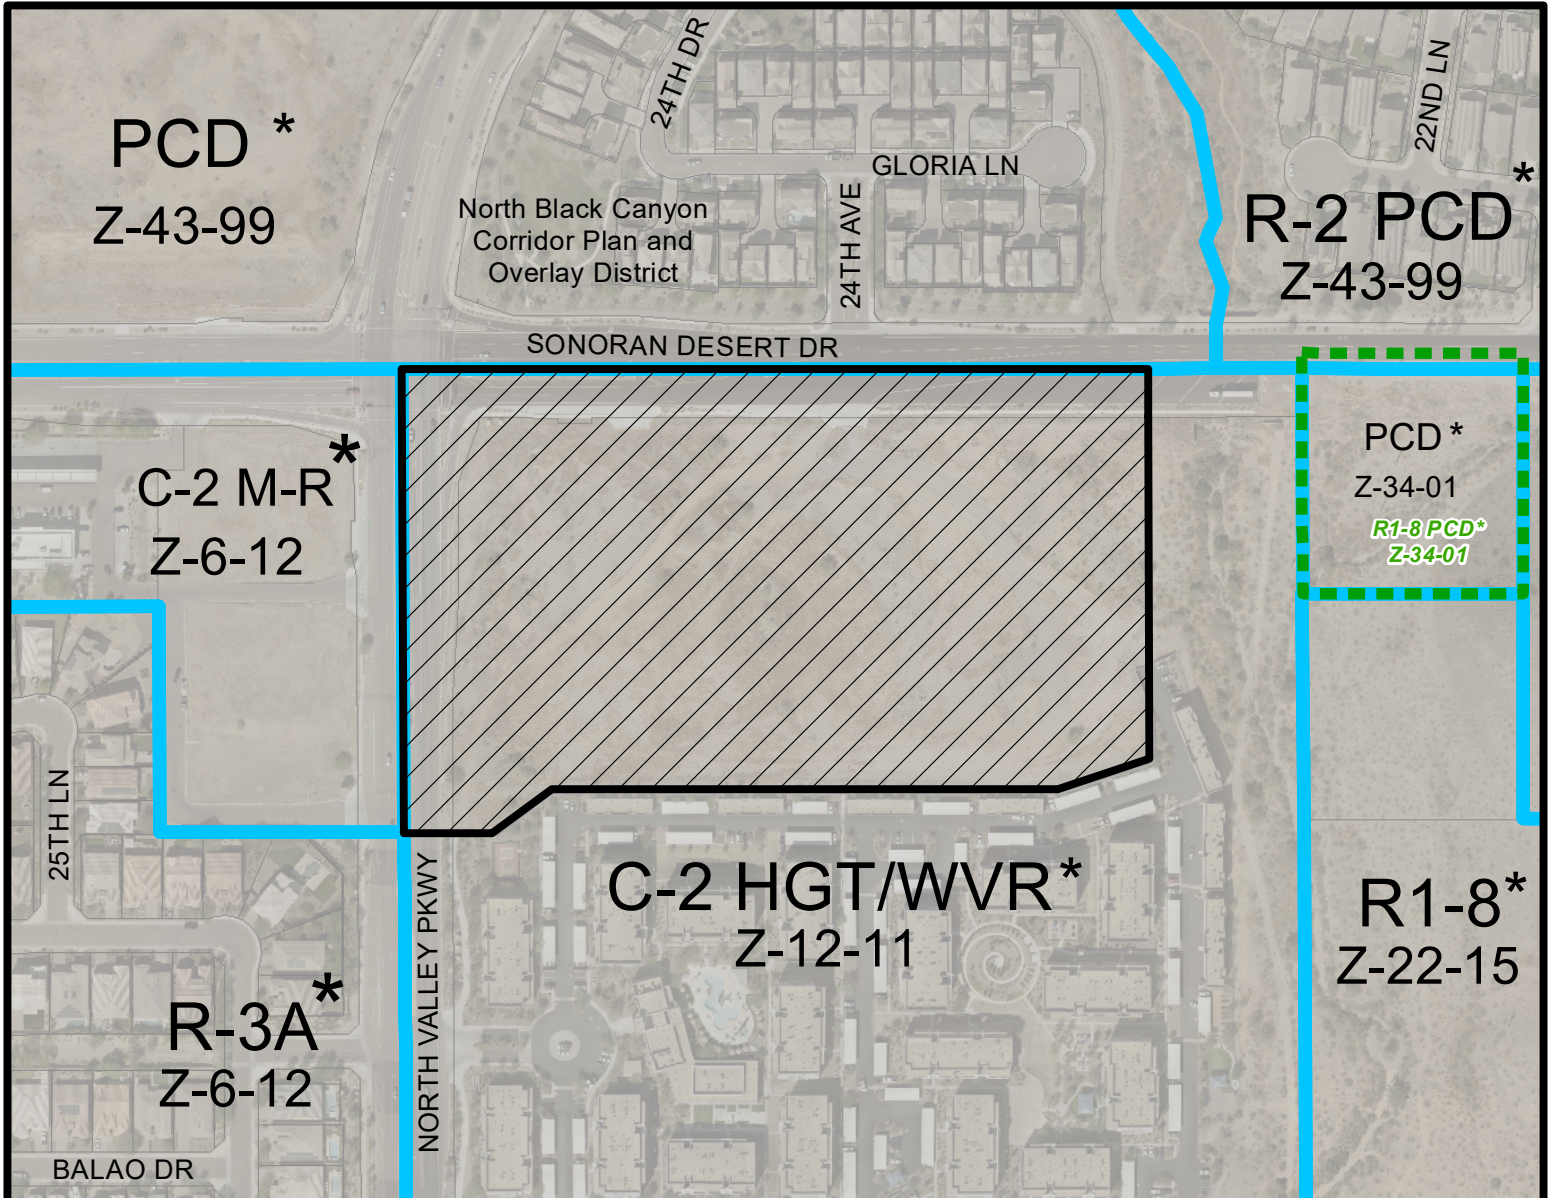 24TH DR
22ND LN
PCD *
Z-43-99
GLORIA LN
North Black Canyon
Corridor Plan and
Overlay District
24TH AVE
R-2 PCD *
Z-43-99
SONORAN DESERT DR
C-2 M-R *
Z-6-12
PCD *
Z-34-01
R1-8 PCD*
Z-34-01
25TH LN
NORTH VALLEY PKWY
C-2 HGT/WVR *
Z-12-11
R1-8 *
Z-22-15
R-3A *
Z-6-12
BALAO DR